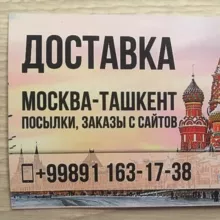 ДОСТАВКА
МОСКВА-ТАШКЕНТ
ПОСЫЛКИ, ЗАКАЗЫ С САЙТОВ
+99891 163-17-38